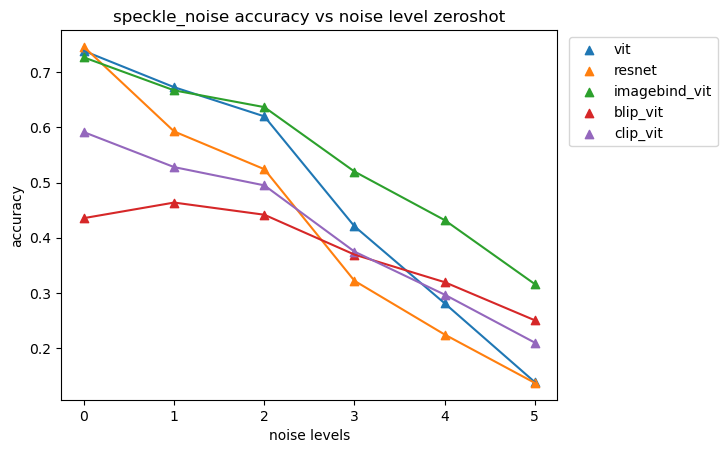 speckle_noise accuracy vs noise level zeroshot
vit
resnet
imagebind_vit
blip_vit
clip_vit
accuracy
0.7
0.6
0.5
0.4
0.3
0.2
0 1 2 3 4 5
noise levels